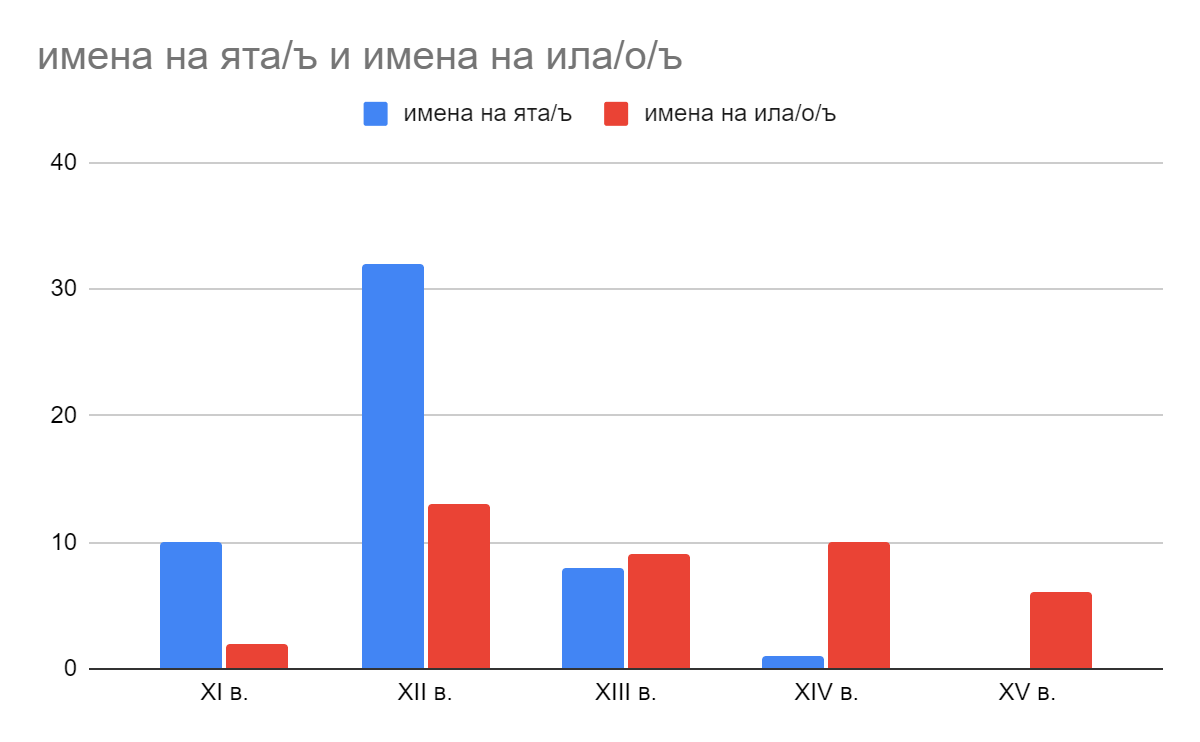 имена на ята/ъ и имена на ила/о/ъ
имена на ята/ъ имена на ила/о/ъ
40
30
20
10
0
XI в. XII в. XIII в. XIV в. XV в.